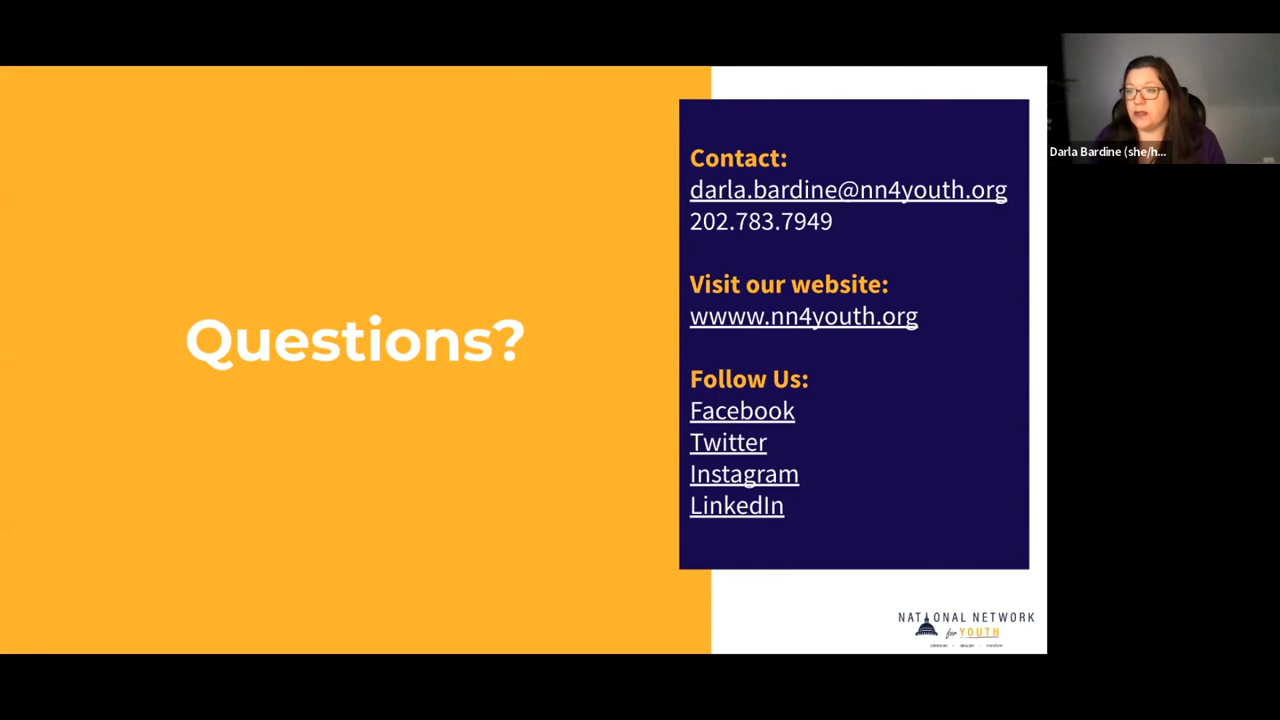 Questions?
Contact:
darla.bardine@nn4youth.org
202.783.7949
Visit our website:
wwww.nn4youth.org
Follow Us:
Facebook
Twitter
Instagram
LinkedIn
NATIONAL NETWORK
for YOUTH
Darla Bardine (she/h...